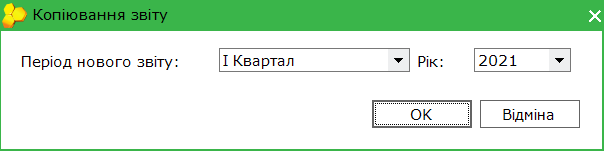 Копіювання звіту
Період нового звіту: I Квартал Рік: 2021
OK Відміна